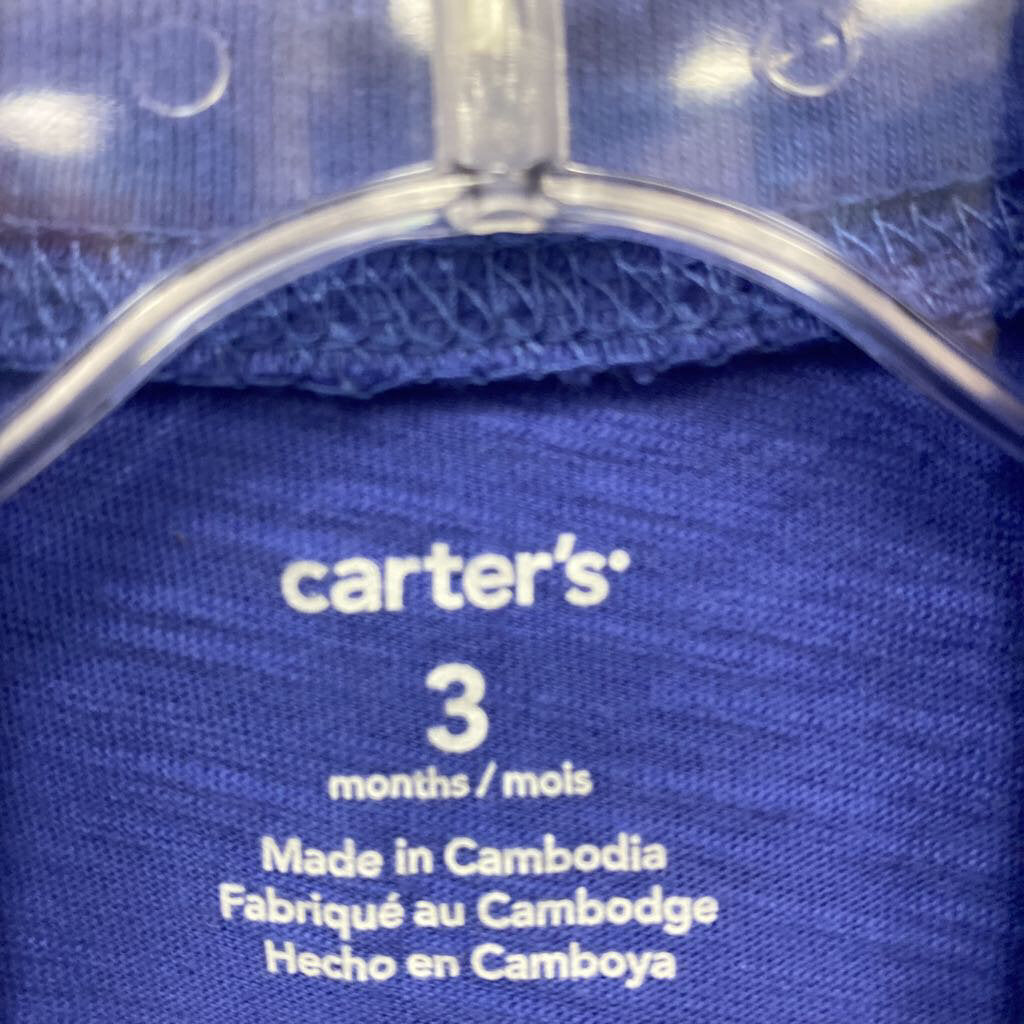 carter's
3
months / mois
Made in Cambodia
Fabriqué au Cambodge
Hecho en Camboya